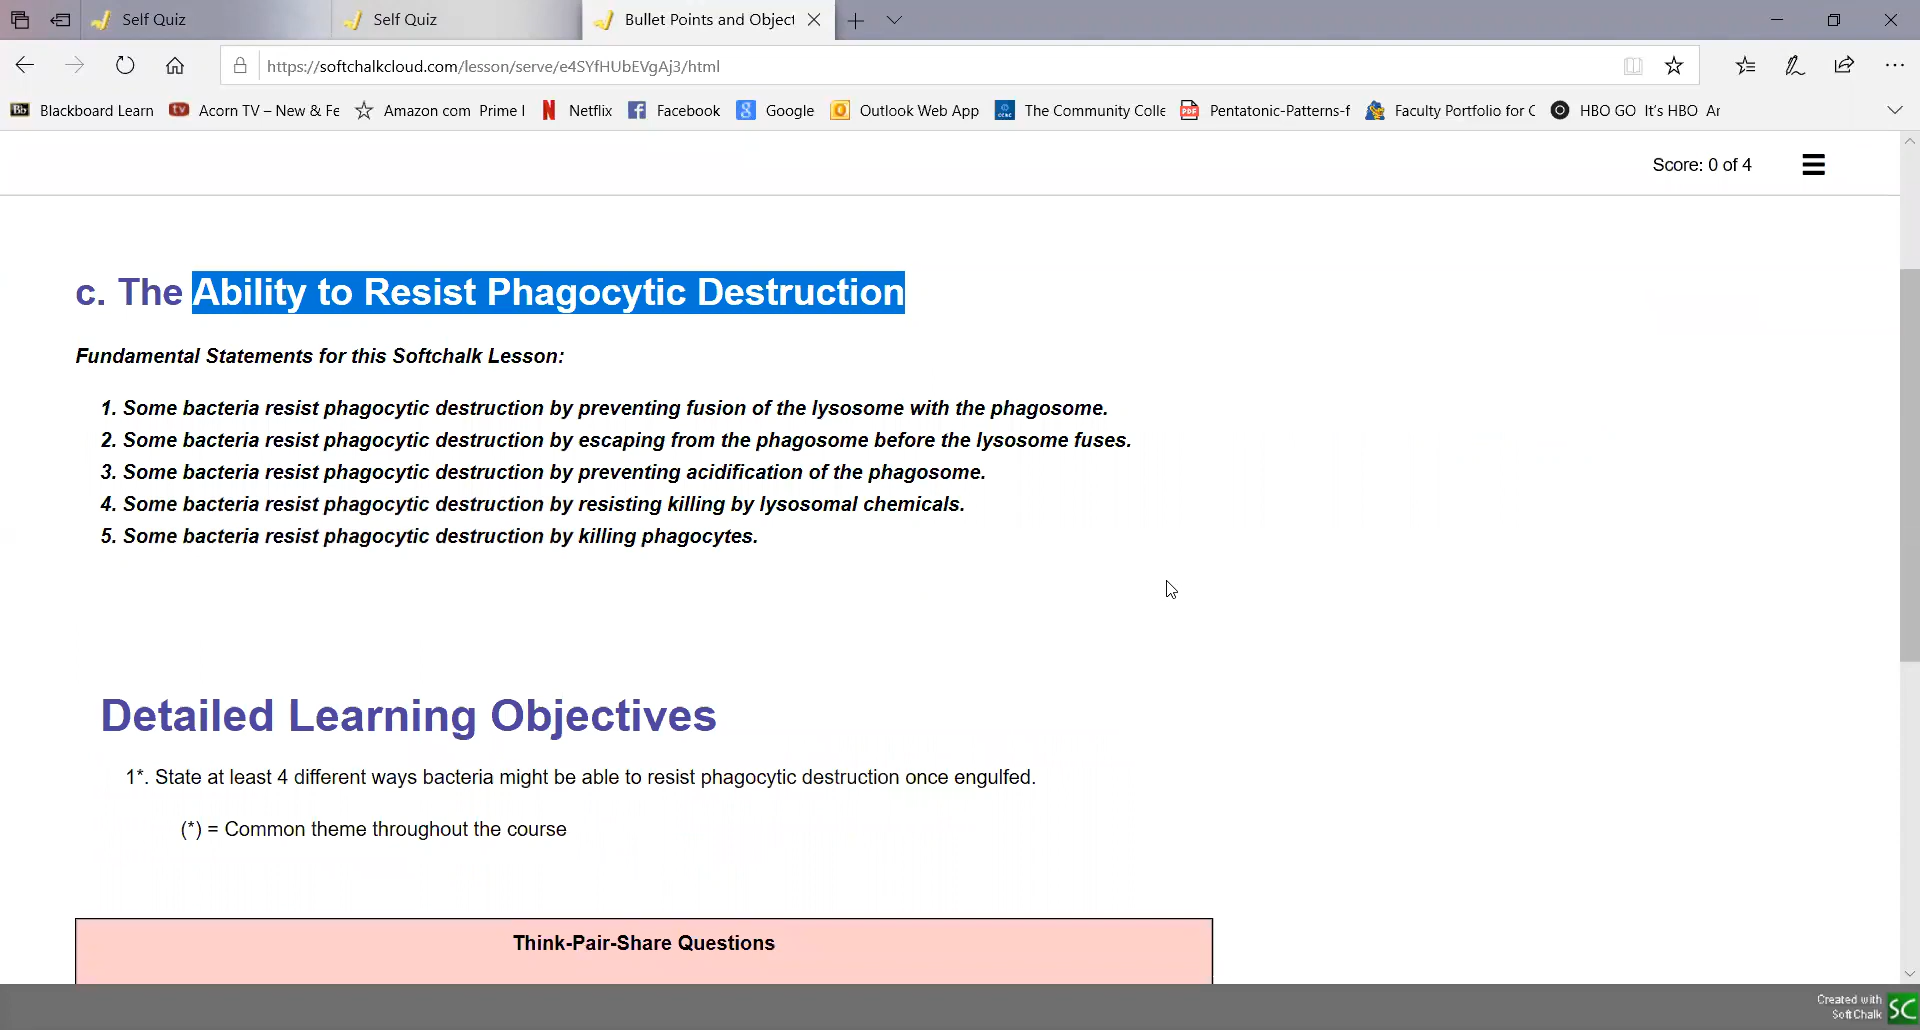 Self Quiz
Self Quiz
Bullet Points and Object
https://softchalkcloud.com/lesson/serve/e4SYfHUbEVgAj3/html
Bb Blackboard Learn
tv Acorn TV – New & Fe
Amazon com Prime I
N Netflix
Facebook
8 Google
Outlook Web App
The Community Colle
PDF Pentatonic-Patterns-f
Faculty Portfolio for C
HBO GO It's HBO Ar
Score: 0 of 4
c. The Ability to Resist Phagocytic Destruction
Fundamental Statements for this Softchalk Lesson:
1. Some bacteria resist phagocytic destruction by preventing fusion of the lysosome with the phagosome.
2. Some bacteria resist phagocytic destruction by escaping from the phagosome before the lysosome fuses.
3. Some bacteria resist phagocytic destruction by preventing acidification of the phagosome.
4. Some bacteria resist phagocytic destruction by resisting killing by lysosomal chemicals.
5. Some bacteria resist phagocytic destruction by killing phagocytes.
Detailed Learning Objectives
1*. State at least 4 different ways bacteria might be able to resist phagocytic destruction once engulfed.
(*) = Common theme throughout the course
Think-Pair-Share Questions
Created with
SoftChalk
SC